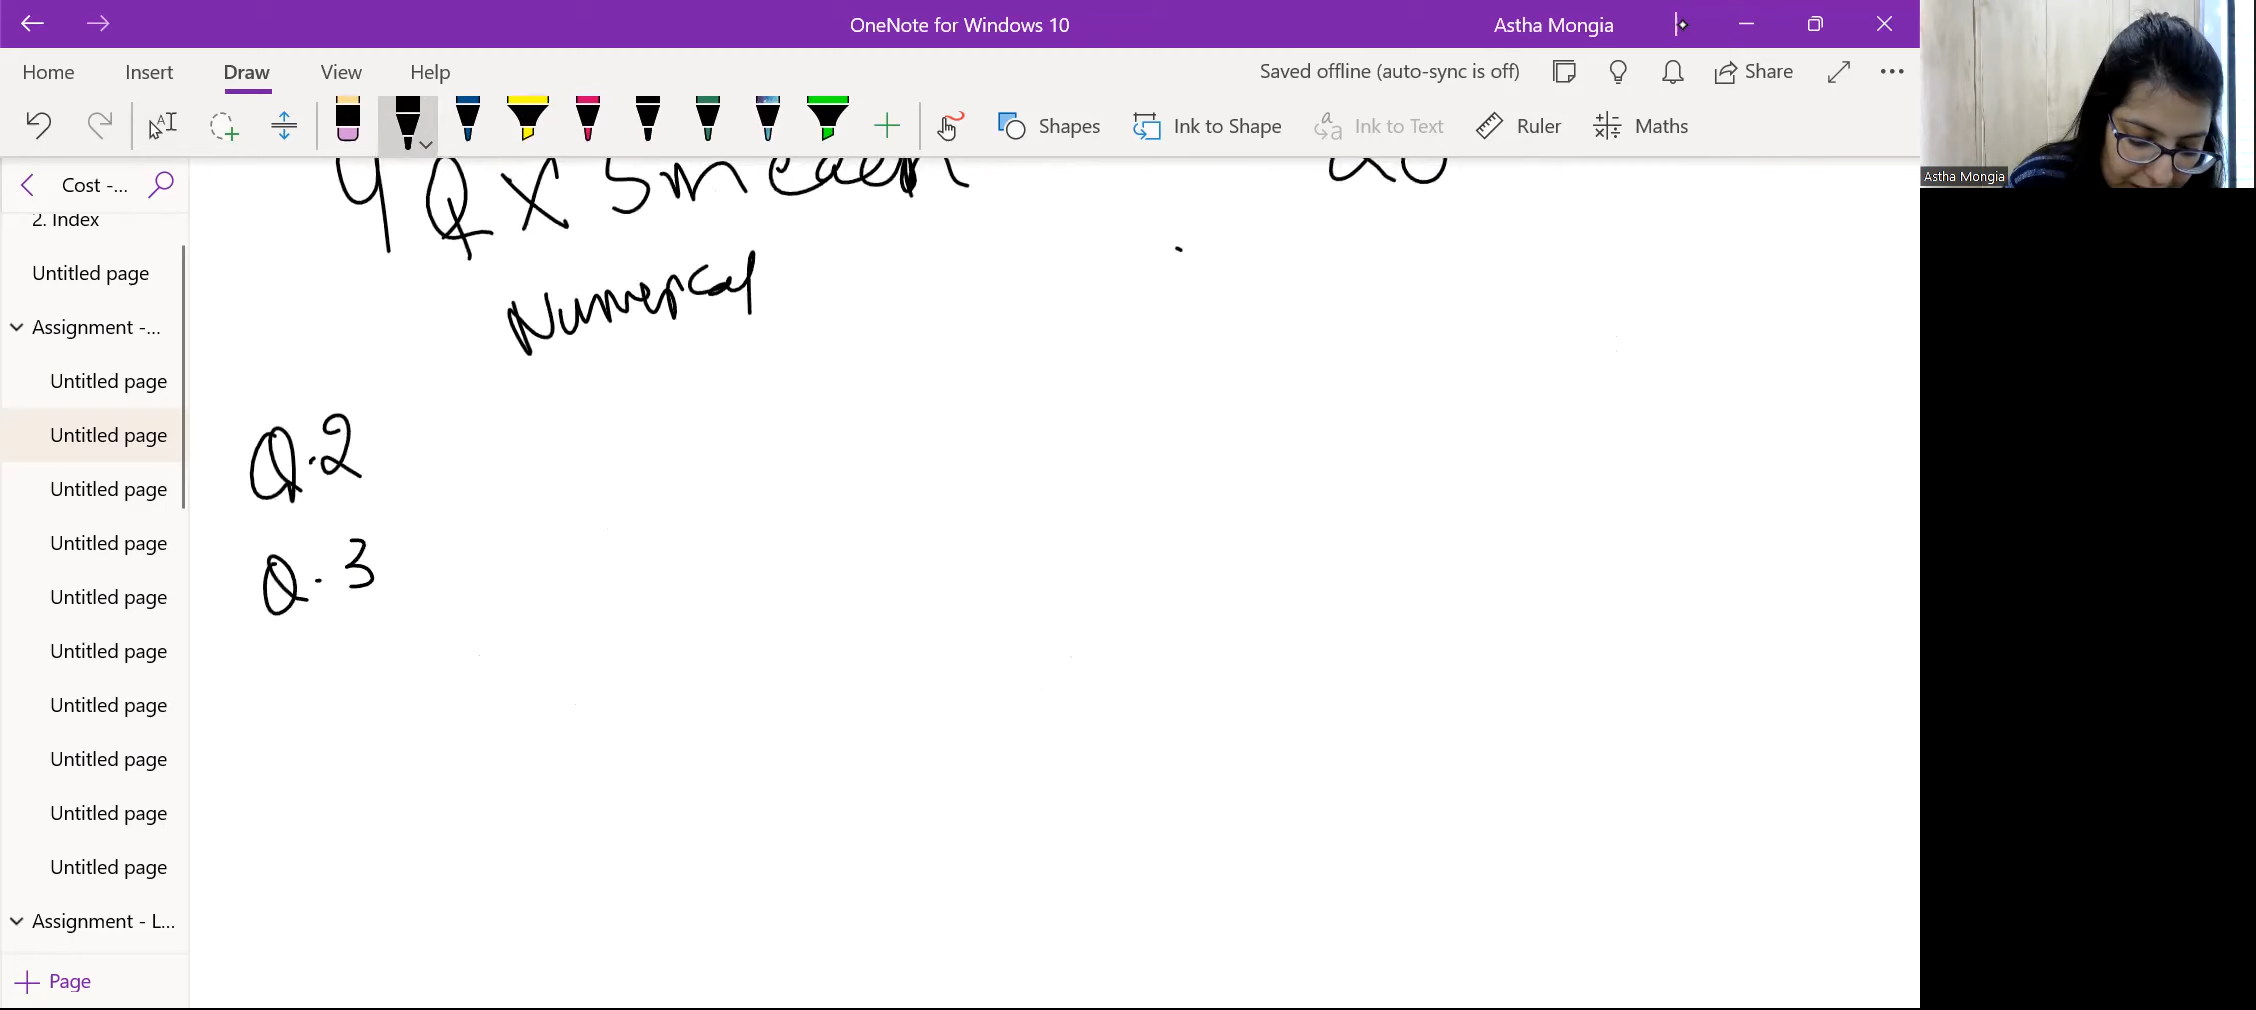 OneNote for Windows 10
Astha Mongia
Home Insert Draw View Help
Saved offline (auto-sync is off) Share
Shapes Ink to Shape Ink to Text Ruler Maths
Astha Mongia
Cost -...
2. Index
Untitled page
Assignment -...
Untitled page
Untitled page
Untitled page
Untitled page
Untitled page
Untitled page
Untitled page
Untitled page
Untitled page
Untitled page
Assignment - L...
Page
4 Q X 5m each 20
Numerical
Q.2
Q.3